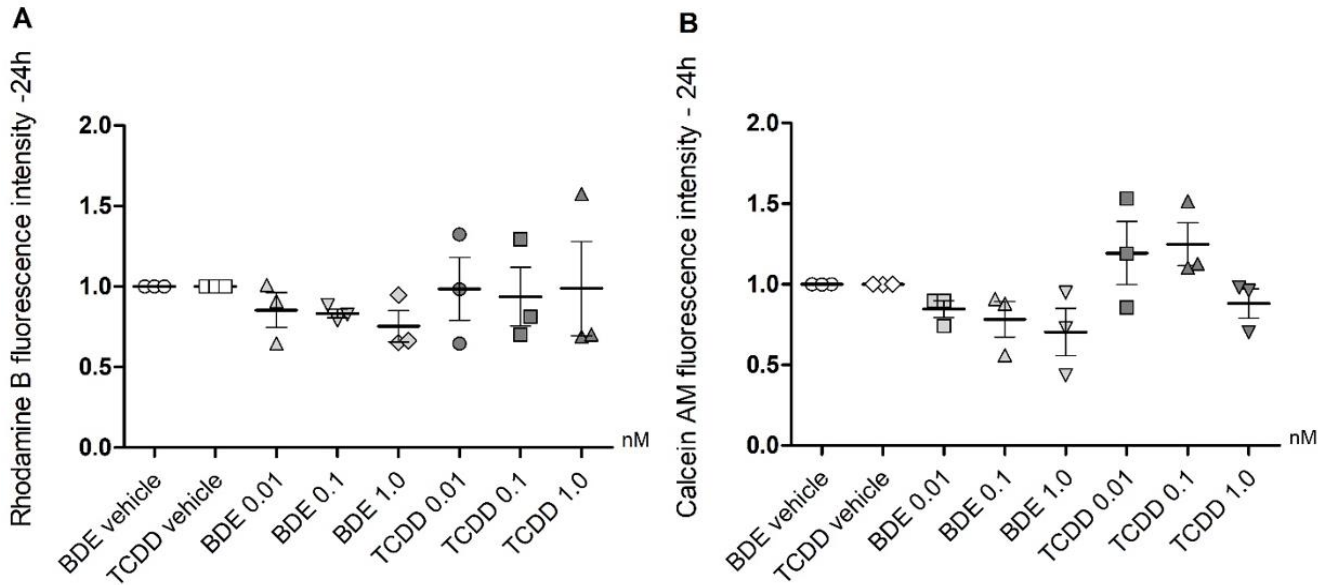 A
Rhodamine B fluorescence intensity -24h
2.0
1.5
1.0
0.5
0.0
nM
BDE vehicle
TCDD vehicle
BDE 0.01
BDE 0.1
BDE 1.0
TCDD 0.01
TCDD 0.1
TCDD 1.0
B
Calcein AM fluorescence intensity - 24h
2.0
1.5
1.0
0.5
0.0
nM
BDE vehicle
TCDD vehicle
BDE 0.01
BDE 0.1
BDE 1.0
TCDD 0.01
TCDD 0.1
TCDD 1.0